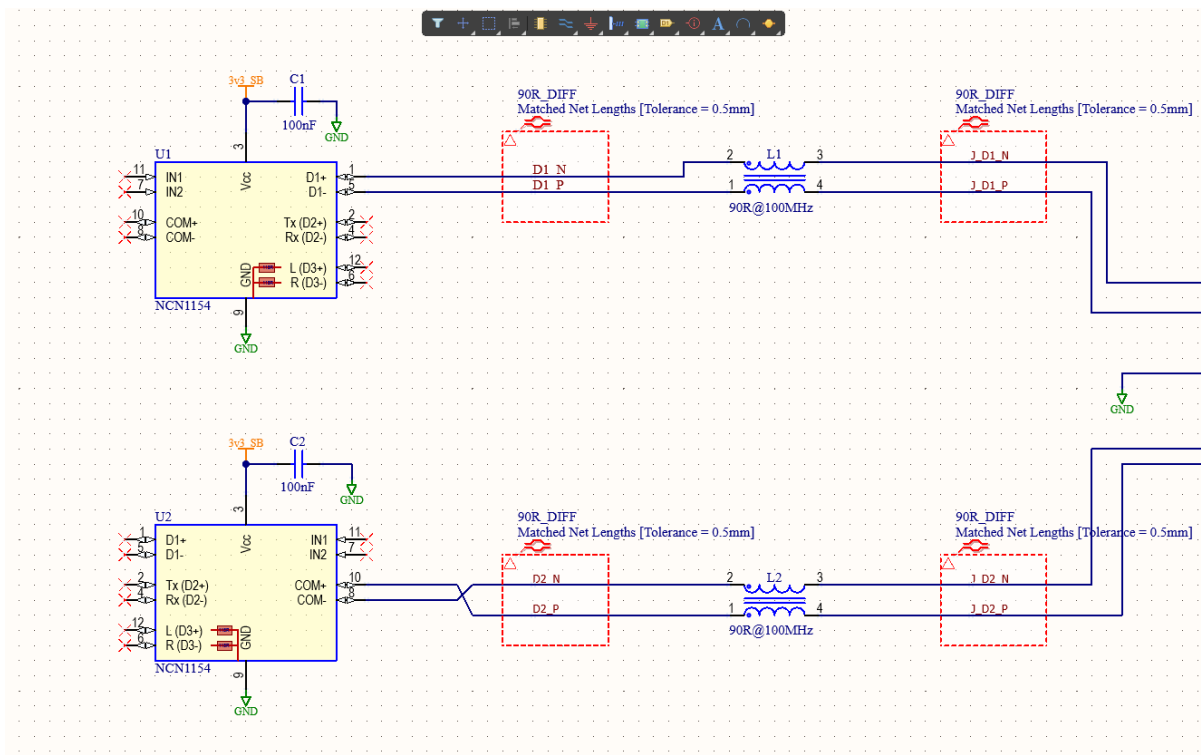 3v3_SB
C1
100nF
GND
3
U1
Vcc
11 IN1
7 IN2
10 COM+
8 COM-
D1+ 1
D1- 5
Tx (D2+) 2
Rx (D2-) 4
L (D3+) 12
R (D3-) 6
GND
NCN1154
9
GND
90R_DIFF
Matched Net Lengths [Tolerance = 0.5mm]
D1_N
D1_P
2 L1 3
1 4
90R@100MHz
90R_DIFF
Matched Net Lengths [Tolerance = 0.5mm]
J_D1_N
J_D1_P
GND
3v3_SB
C2
100nF
GND
3
U2
Vcc
1 D1+
5 D1-
2 Tx (D2+)
4 Rx (D2-)
12 L (D3+)
6 R (D3-)
IN1 11
IN2 7
COM+ 10
COM- 8
GND
NCN1154
9
GND
90R_DIFF
Matched Net Lengths [Tolerance = 0.5mm]
D2_N
D2_P
2 L2 3
1 4
90R@100MHz
90R_DIFF
Matched Net Lengths [Tolerance = 0.5mm]
J_D2_N
J_D2_P